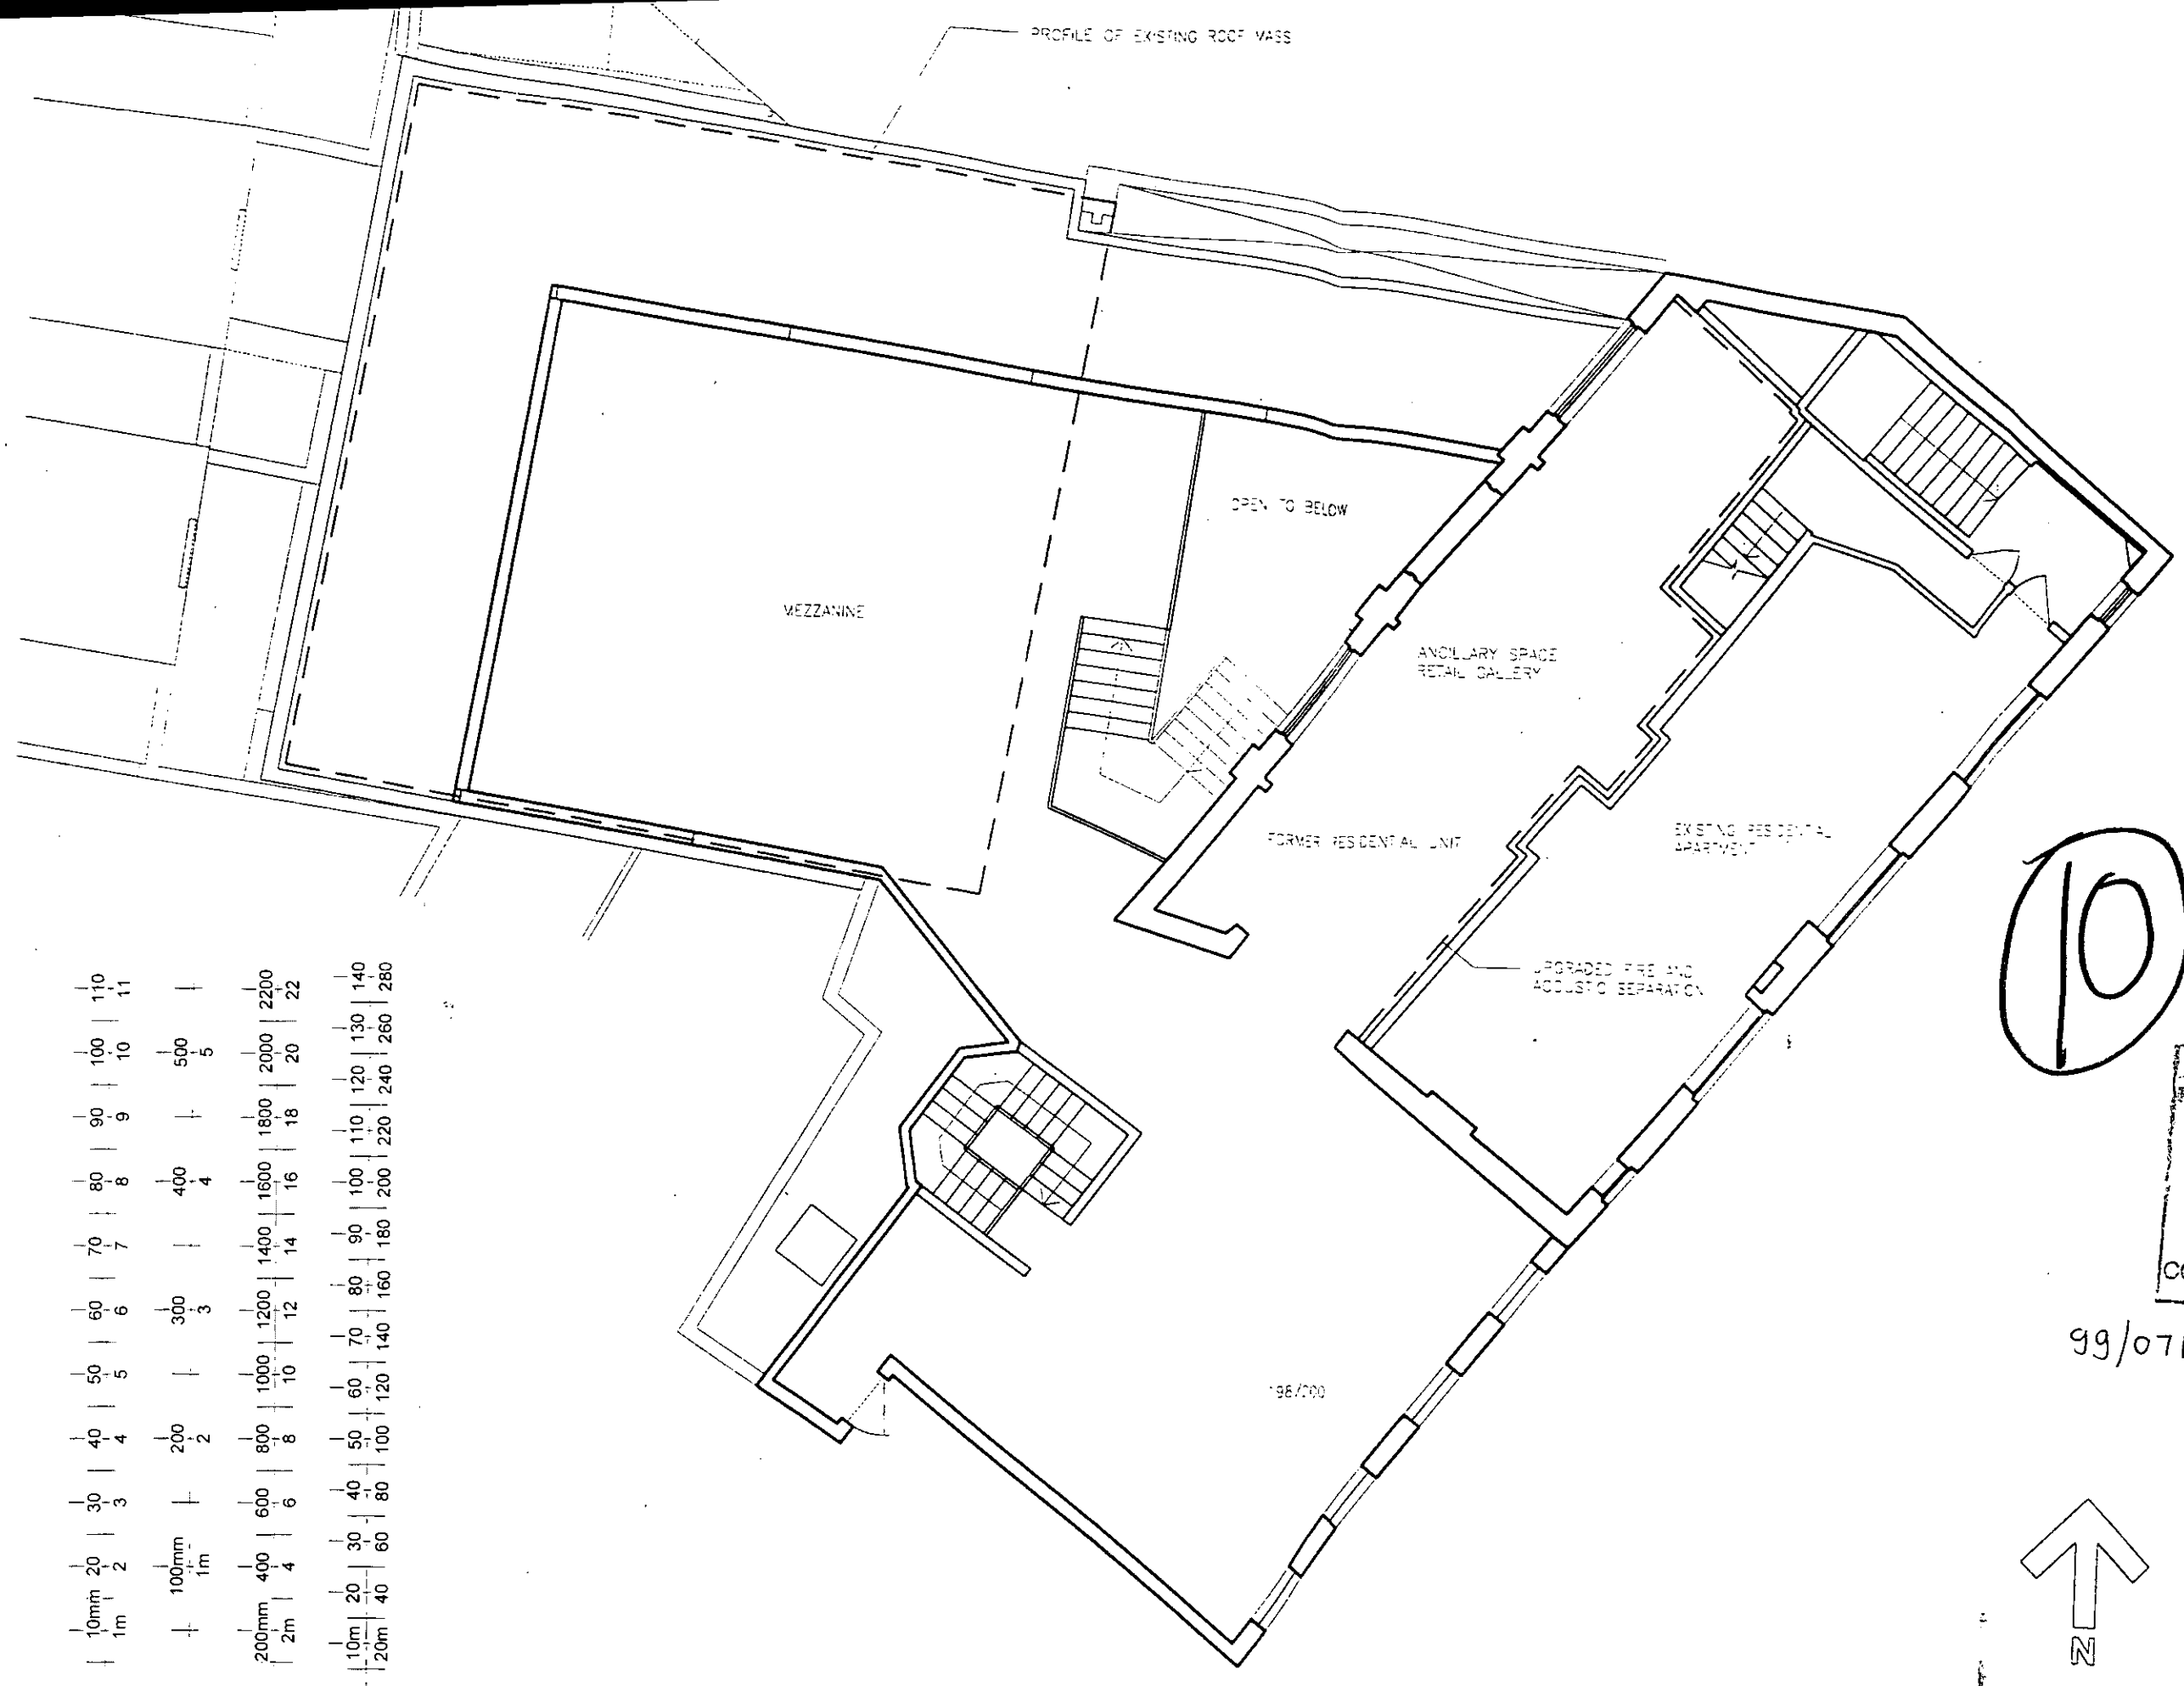 PROFILE OF EXISTING ROOF MASS
OPEN TO BELOW
MEZZANINE
ANCILLARY SPACE
RETAIL GALLERY
FORMER RESIDENTIAL UNIT
EXISTING RESIDENTIAL
APARTMENT
UPGRADED FIRE AND
ACOUSTIC SEPARATION
10
198/200
99/07
N
10mm 20 30 40 50 60 70 80 90 100 110
1m 2 3 4 5 6 7 8 9 10 11
100mm 200 300 400 500
1m 2 3 4 5
200mm 400 600 800 1000 1200 1400 1600 1800 2000 2200
2m 4 6 8 10 12 14 16 18 20 22
10m 20 30 40 50 60 70 80 90 100 110 120 130 140
20m 40 60 80 100 120 140 160 180 200 220 240 260 280